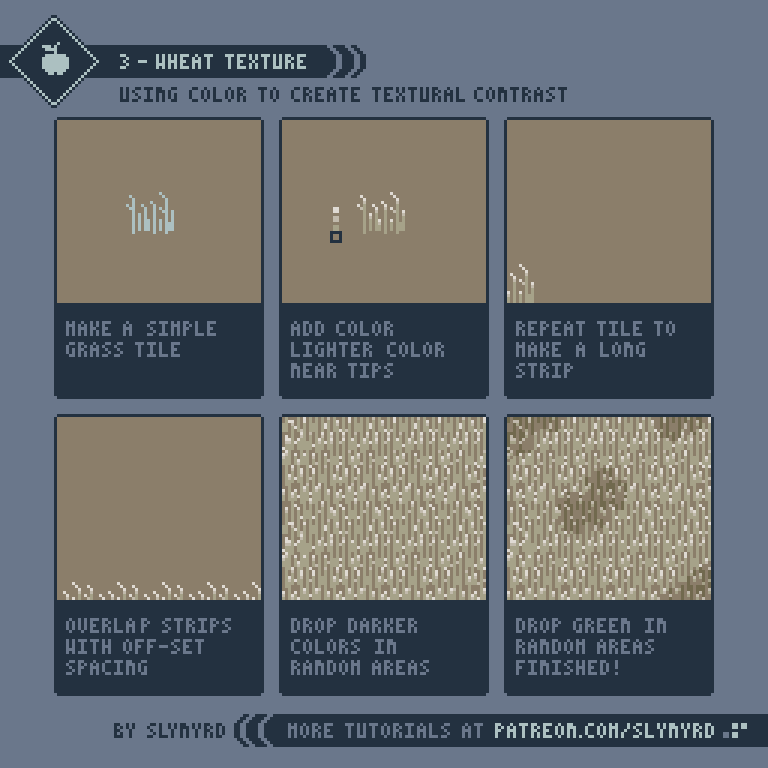 3 - WHEAT TEXTURE
USING COLOR TO CREATE TEXTURAL CONTRAST
MAKE A SIMPLE
GRASS TILE
ADD COLOR
LIGHTER COLOR
NEAR TIPS
REPEAT TILE TO
MAKE A LONG
STRIP
OVERLAP STRIPS
WITH OFF-SET
SPACING
DROP DARKER
COLORS IN
RANDOM AREAS
DROP GREEN IN
RANDOM AREAS
FINISHED!
BY SLYNYRD
MORE TUTORIALS AT PATREON.COM/SLYNYRD